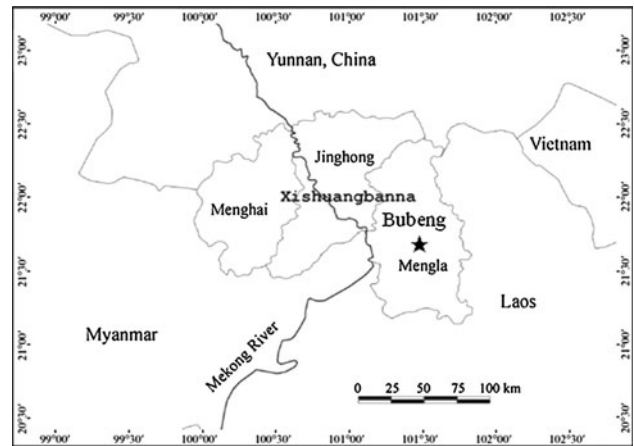 99°00' 99°30' 100°00' 100°30' 101°00' 101°30' 102°00' 102°30'
23°00' 23°00'
Yunnan, China
22°30' 22°30'
Vietnam
Jinghong
Xishuangbanna
22°00' 22°00'
Menghai
Bubeng
Mengla
21°30' 21°30'
Laos
Myanmar
21°00' 21°00'
Mekong River
0 25 50 75 100 km
20°30' 20°30'
99°00' 99°30' 100°00' 100°30' 101°00' 101°30' 102°00' 102°30'